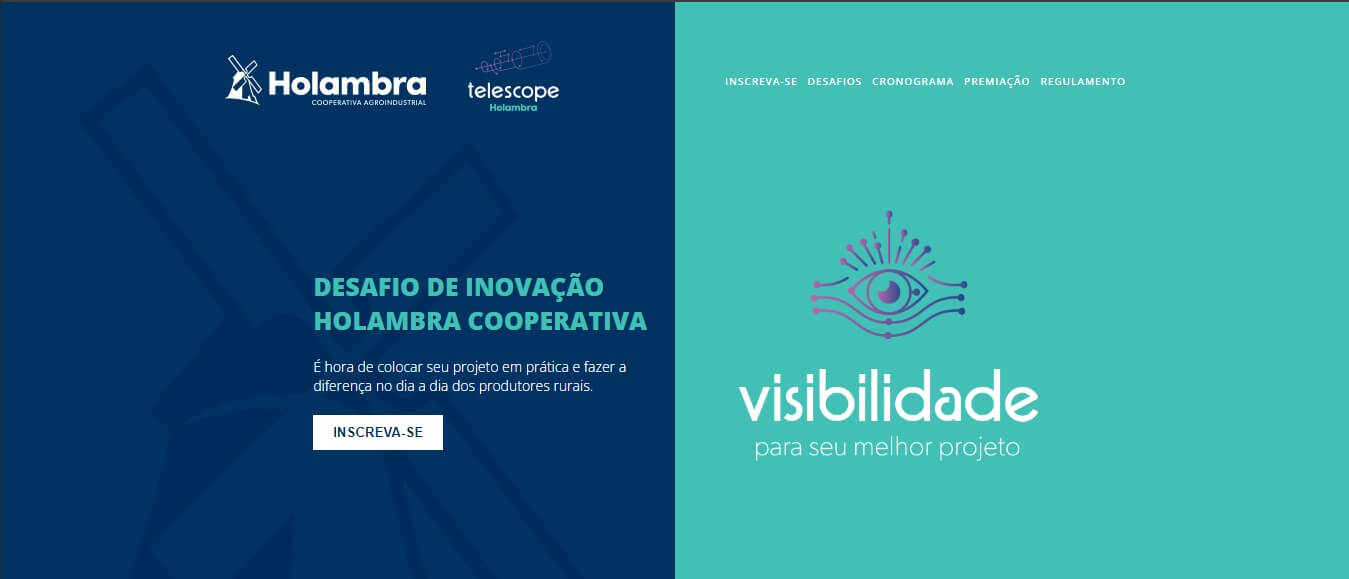 Holambra
COOPERATIVA AGROINDUSTRIAL
telescope
Holambra
INSCREVA-SE DESAFIOS CRONOGRAMA PREMIAÇÃO REGULAMENTO
DESAFIO DE INOVAÇÃO
HOLAMBRA COOPERATIVA
É hora de colocar seu projeto em prática e fazer a
diferença no dia a dia dos produtores rurais.
INSCREVA-SE
visibilidade
para seu melhor projeto